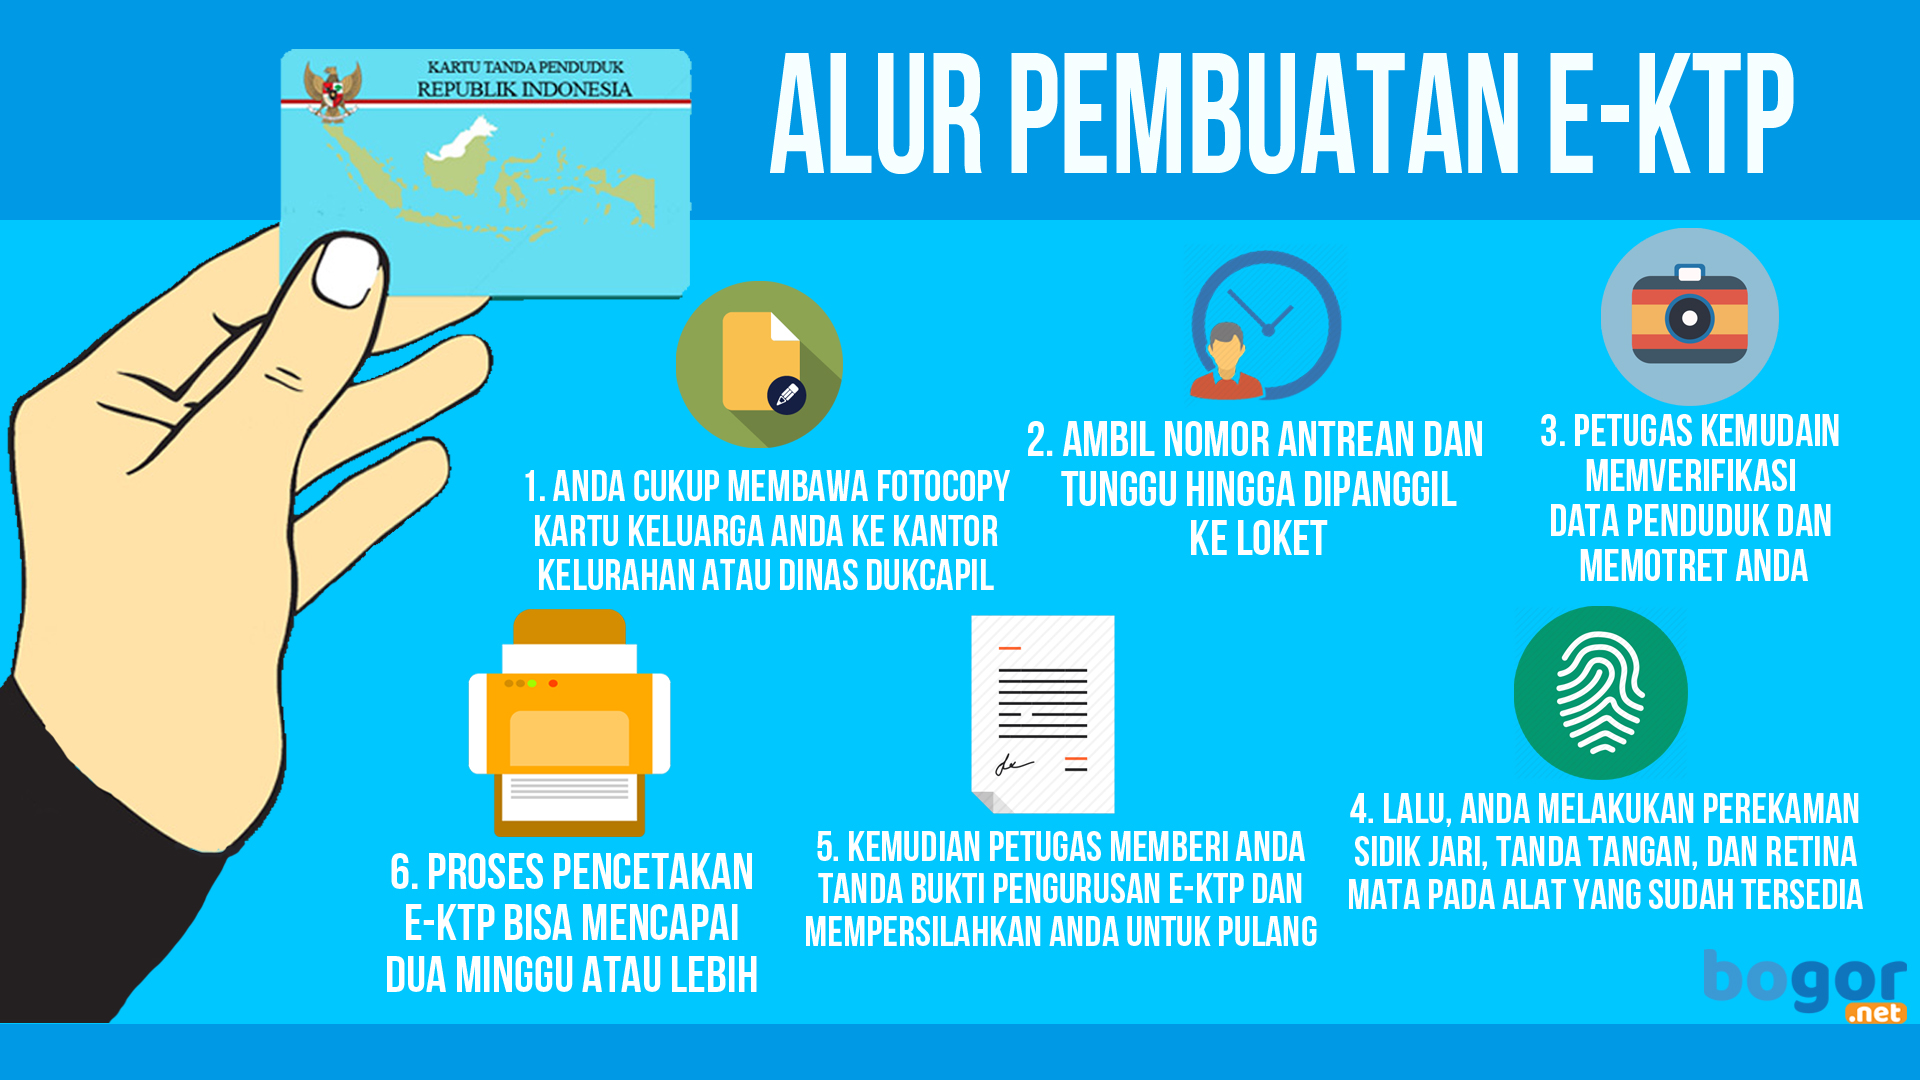 KARTU TANDA PENDUDUK
REPUBLIK INDONESIA
ALUR PEMBUATAN E-KTP
1. ANDA CUKUP MEMBAWA FOTOCOPY
KARTU KELUARGA ANDA KE KANTOR
KELURAHAN ATAU DINAS DUKCAPIL
2. AMBIL NOMOR ANTREAN DAN
TUNGGU HINGGA DIPANGGIL
KE LOKET
3. PETUGAS KEMUDAIN
MEMVERIFIKASI
DATA PENDUDUK DAN
MEMOTRET ANDA
4. LALU, ANDA MELAKUKAN PEREKAMAN
SIDIK JARI, TANDA TANGAN, DAN RETINA
MATA PADA ALAT YANG SUDAH TERSEDIA
5. KEMUDIAN PETUGAS MEMBERI ANDA
TANDA BUKTI PENGURUSAN E-KTP DAN
MEMPERSILAHKAN ANDA UNTUK PULANG
6. PROSES PENCETAKAN
E-KTP BISA MENCAPAI
DUA MINGGU ATAU LEBIH
bogor
.net